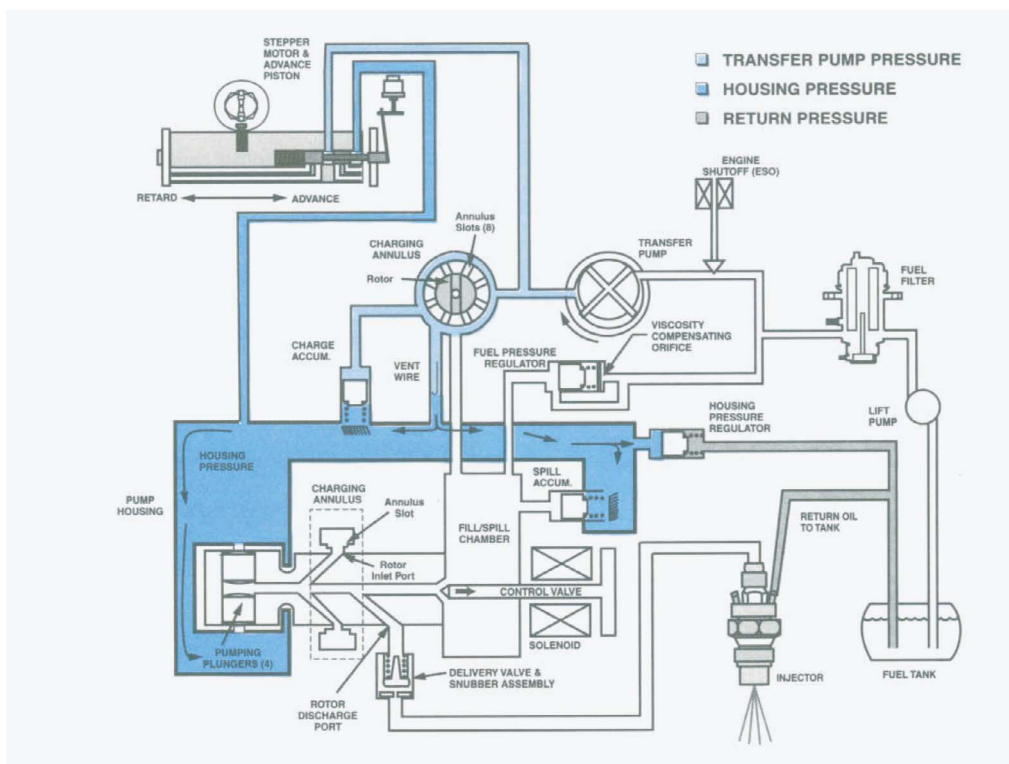 STEPPER
MOTOR &
ADVANCE
PISTON
TRANSFER PUMP PRESSURE
HOUSING PRESSURE
RETURN PRESSURE
ENGINE
SHUTOFF (ESO)
RETARD
ADVANCE
Annulus
Slots (8)
CHARGING
ANNULUS
Rotor
TRANSFER
PUMP
FUEL
FILTER
VISCOSITY
COMPENSATING
ORIFICE
CHARGE
ACCUM.
VENT
WIRE
FUEL PRESSURE
REGULATOR
HOUSING
PRESSURE
REGULATOR
LIFT
PUMP
HOUSING
PRESSURE
PUMP
HOUSING
CHARGING
ANNULUS
Annulus
Slot
SPILL
ACCUM.
FILL/SPILL
CHAMBER
RETURN OIL
TO TANK
Rotor
Inlet Port
CONTROL VALVE
SOLENOID
PUMPING
PLUNGERS (4)
DELIVERY VALVE &
SNUBBER ASSEMBLY
ROTOR
DISCHARGE
PORT
INJECTOR
FUEL TANK